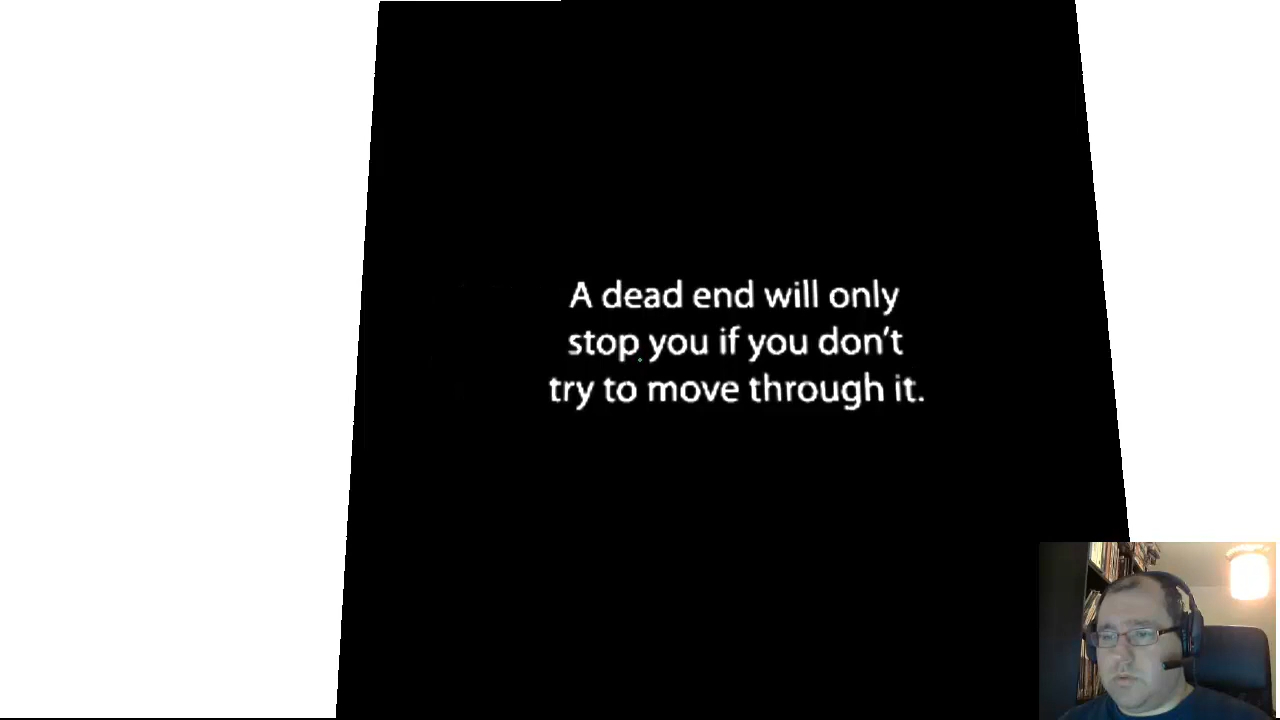 A dead end will only
stop you if you don’t
try to move through it.